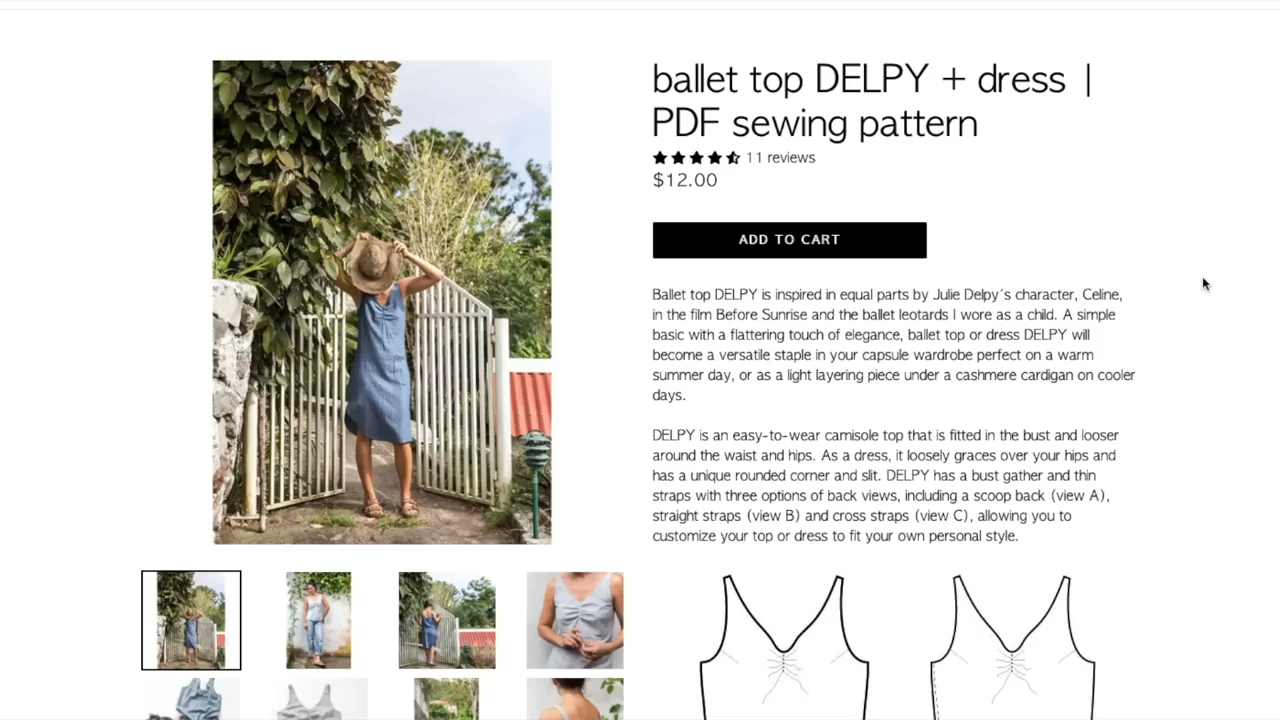 ballet top DELPY + dress |
PDF sewing pattern
11 reviews
$12.00
ADD TO CART
Ballet top DELPY is inspired in equal parts by Julie Delpy´s character, Celine,
in the film Before Sunrise and the ballet leotards I wore as a child. A simple
basic with a flattering touch of elegance, ballet top or dress DELPY will
become a versatile staple in your capsule wardrobe perfect on a warm
summer day, or as a light layering piece under a cashmere cardigan on cooler
days.
DELPY is an easy-to-wear camisole top that is fitted in the bust and looser
around the waist and hips. As a dress, it loosely graces over your hips and
has a unique rounded corner and slit. DELPY has a bust gather and thin
straps with three options of back views, including a scoop back (view A),
straight straps (view B) and cross straps (view C), allowing you to
customize your top or dress to fit your own personal style.